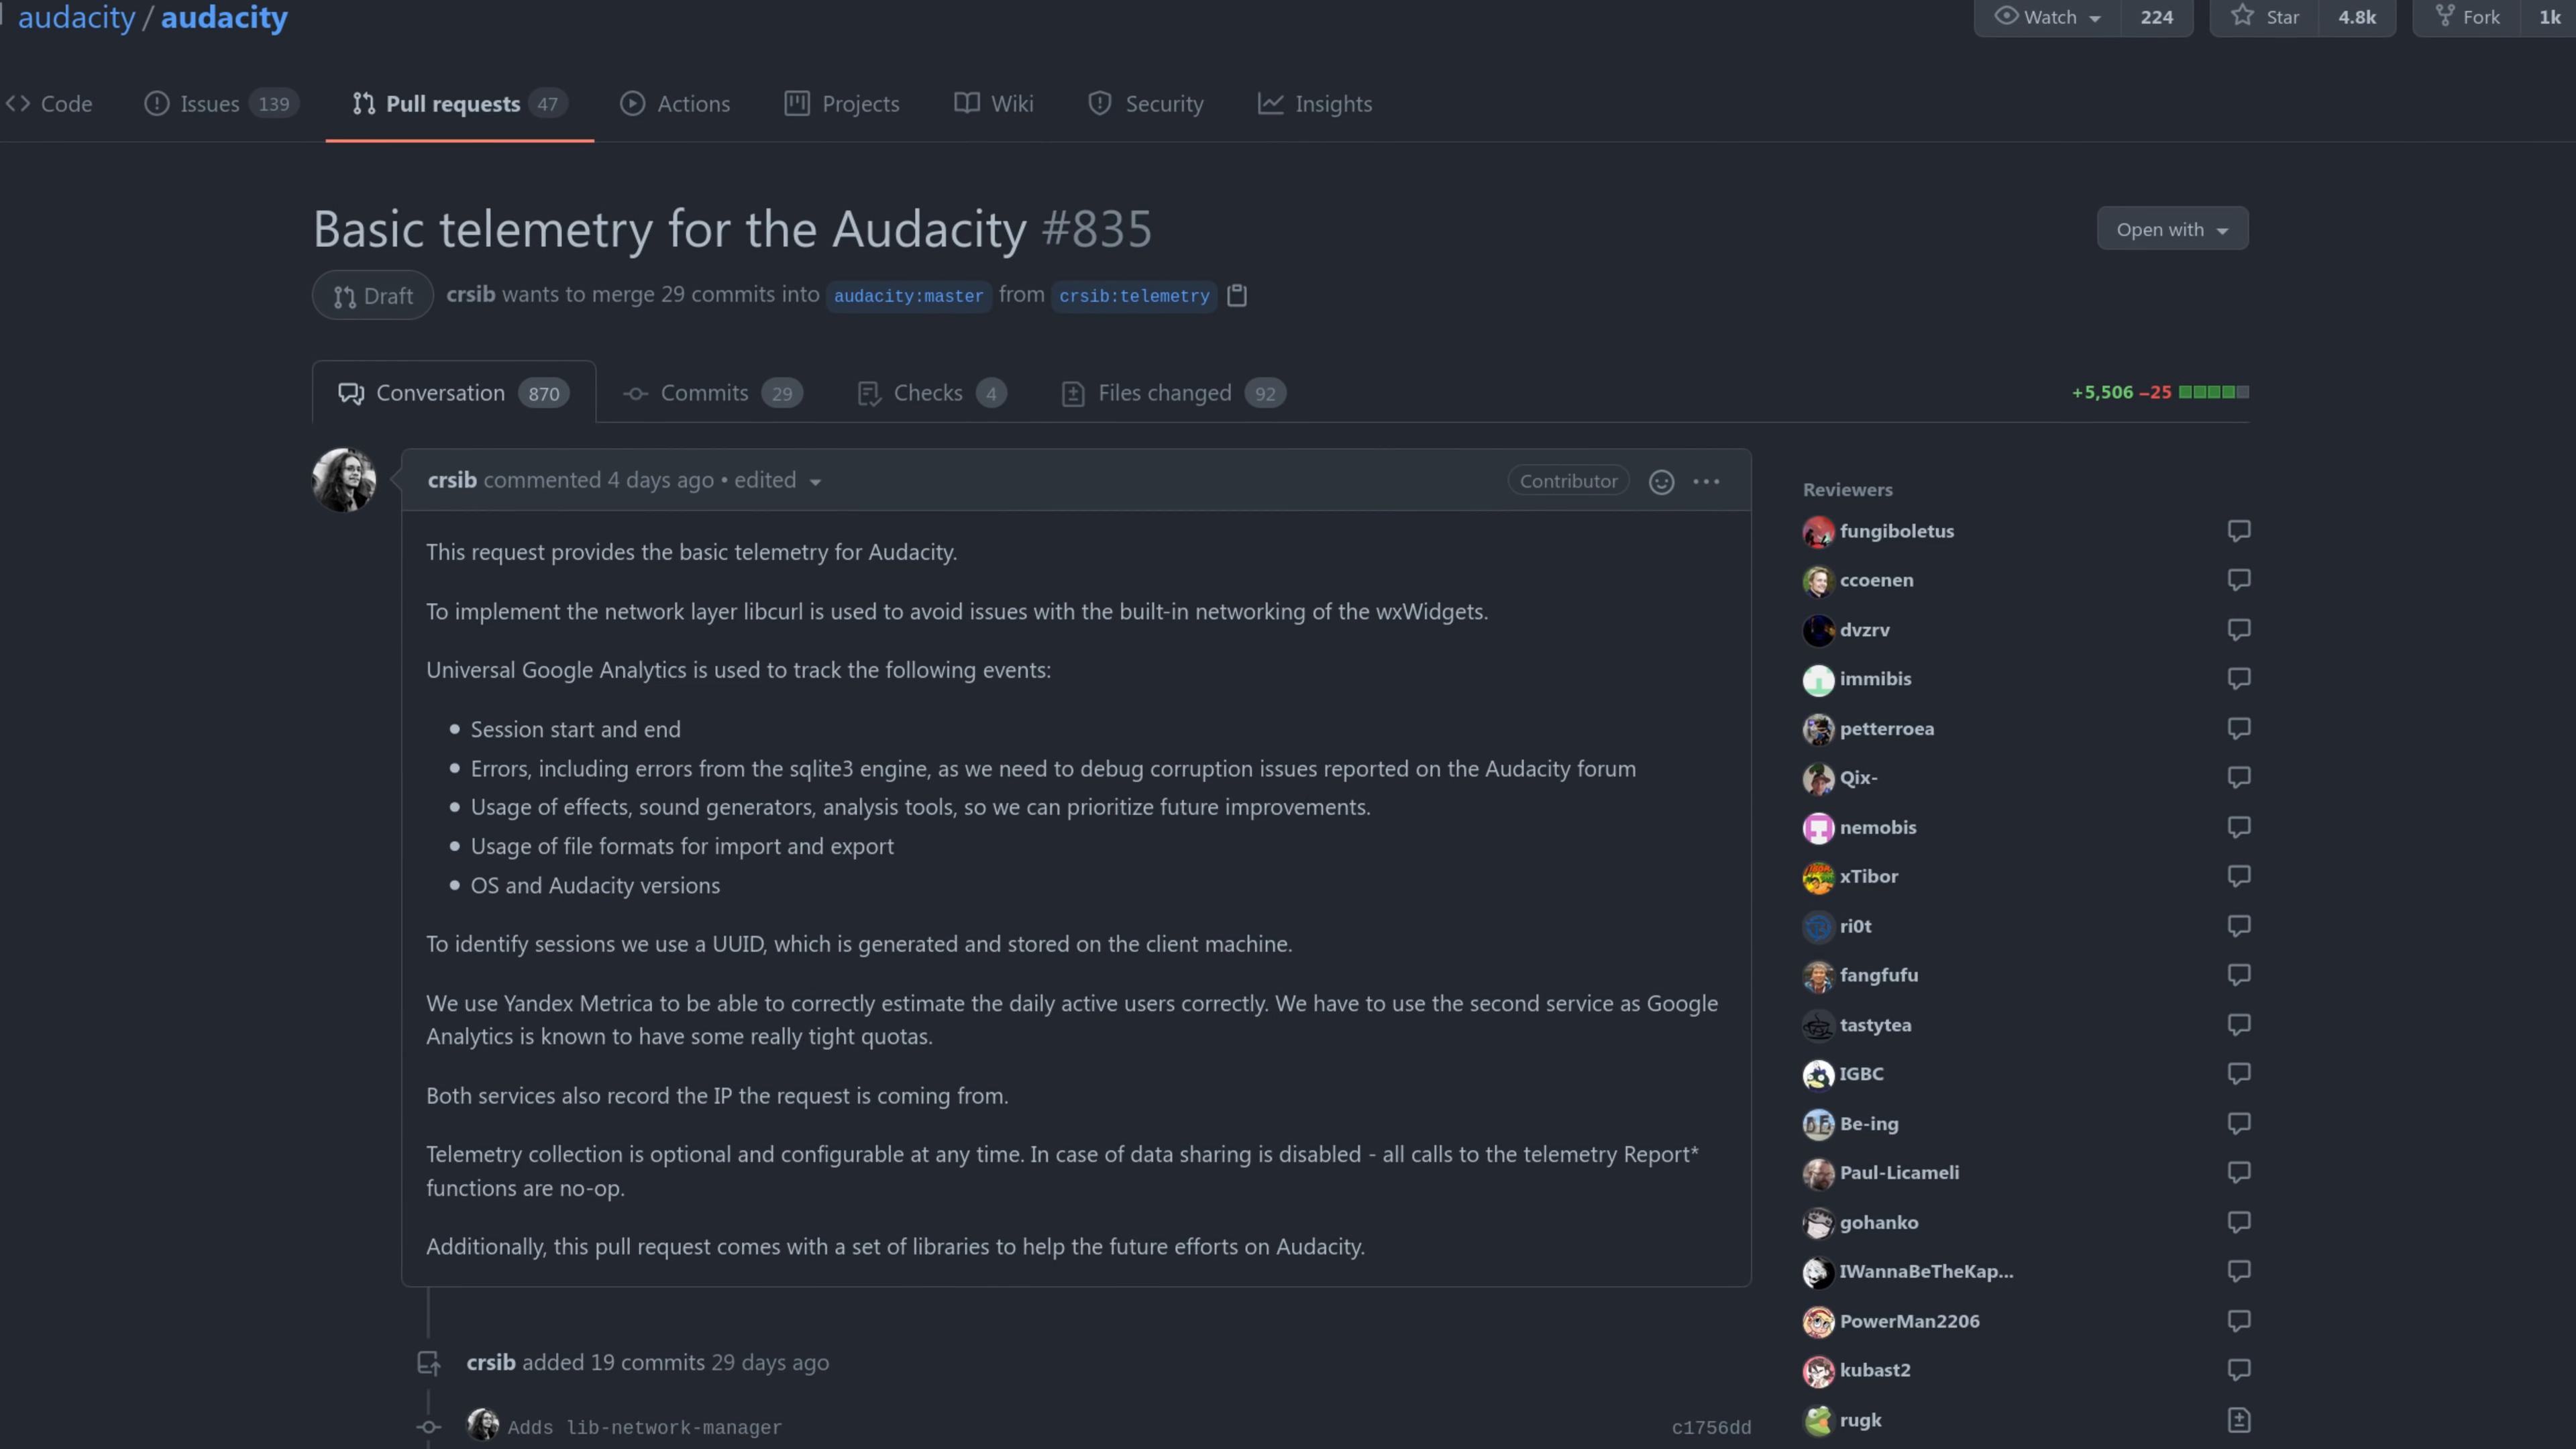 audacity / audacity
Watch 224 Star 4.8k Fork 1k
Code Issues 139 Pull requests 47 Actions Projects Wiki Security Insights
Basic telemetry for the Audacity #835
Open with
Draft crsib wants to merge 29 commits into audacity:master from crsib:telemetry
Conversation 870 Commits 29 Checks 4 Files changed 92
+5,506 −25
crsib commented 4 days ago • edited
Contributor
This request provides the basic telemetry for Audacity.
To implement the network layer libcurl is used to avoid issues with the built-in networking of the wxWidgets.
Universal Google Analytics is used to track the following events:
• Session start and end
• Errors, including errors from the sqlite3 engine, as we need to debug corruption issues reported on the Audacity forum
• Usage of effects, sound generators, analysis tools, so we can prioritize future improvements.
• Usage of file formats for import and export
• OS and Audacity versions
To identify sessions we use a UUID, which is generated and stored on the client machine.
We use Yandex Metrica to be able to correctly estimate the daily active users correctly. We have to use the second service as Google
Analytics is known to have some really tight quotas.
Both services also record the IP the request is coming from.
Telemetry collection is optional and configurable at any time. In case of data sharing is disabled - all calls to the telemetry Report*
functions are no-op.
Additionally, this pull request comes with a set of libraries to help the future efforts on Audacity.
crsib added 19 commits 29 days ago
Adds lib-network-manager
c1756dd
Reviewers
fungiboletus
ccoenen
dvzrv
immibis
petterroea
Qix-
nemobis
xTibor
ri0t
fangfufu
tastytea
IGBC
Be-ing
Paul-Licameli
gohanko
IWannaBeTheKap...
PowerMan2206
kubast2
rugk